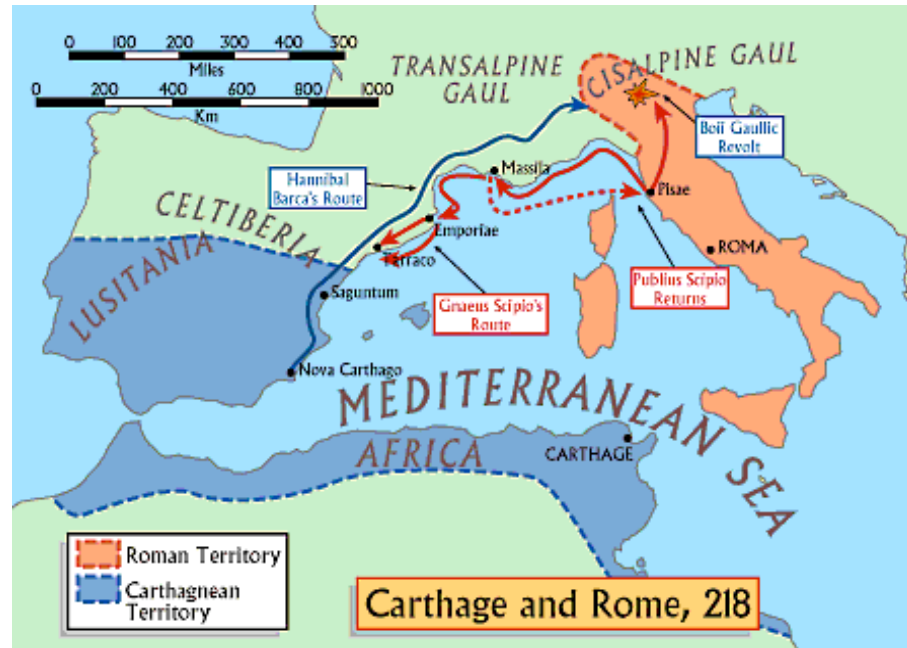 0 100 200 300 400 500
Miles
0 200 400 600 800 1000
Km
TRANSALPINE
GAUL
CISALPINE GAUL
Boii Gaullic
Revolt
Hannibal
Barca's Route
Massila
Pisae
CELTIBERIA
Emporiae
LUSITANIA
Tarraco
ROMA
Saguntum
Gnaeus Scipio's
Route
Publius Scipio
Returns
Nova Carthago
MEDITERRANEAN SEA
AFRICA
CARTHAGE
Roman Territory
Carthagnean
Territory
Carthage and Rome, 218